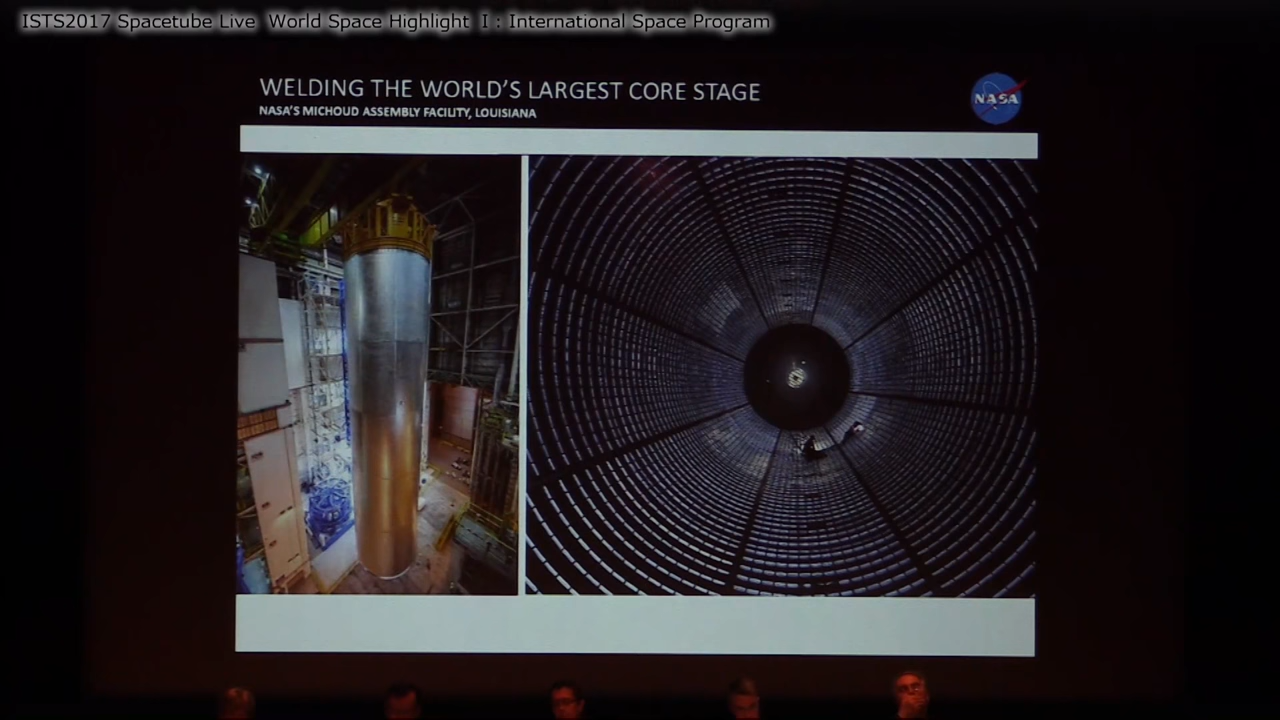 ISTS2017 Spacetube Live World Space Highlight I : International Space Program
WELDING THE WORLD'S LARGEST CORE STAGE
NASA'S MICHOUD ASSEMBLY FACILITY, LOUISIANA
NASA